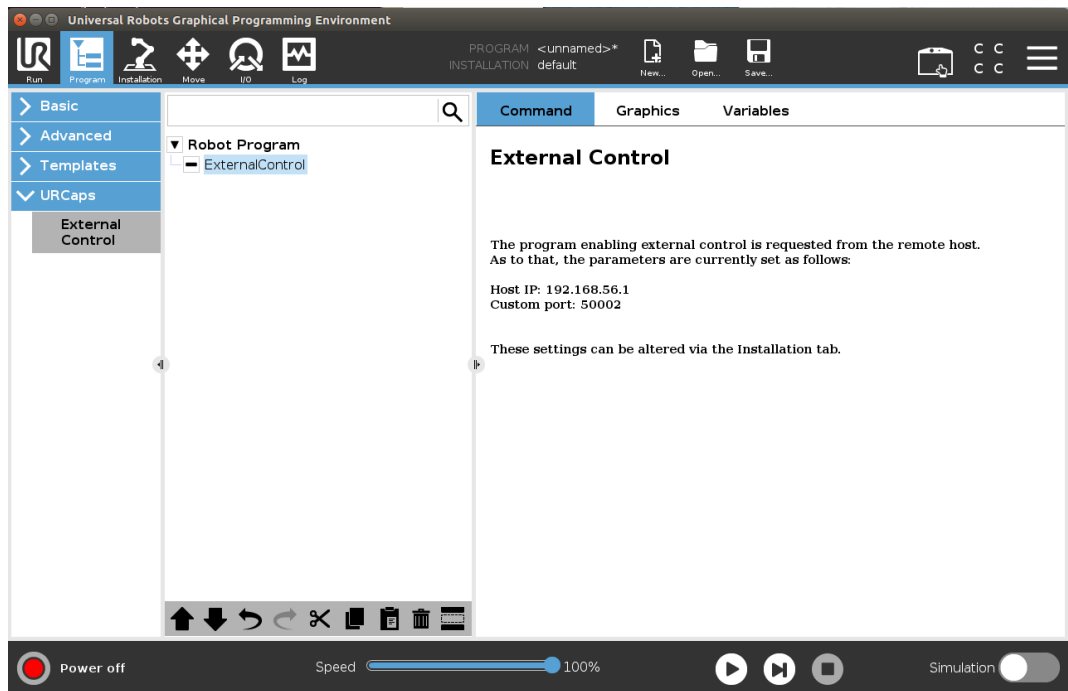 Universal Robots Graphical Programming Environment
UR
Run
Program
Installation
Move
I/O
Log
PROGRAM <unnamed>*
INSTALLATION default
New...
Open...
Save...
C C
C C
Basic
Advanced
Templates
URCaps
External
Control
Robot Program
ExternalControl
Command
Graphics
Variables
External Control
The program enabling external control is requested from the remote host.
As to that, the parameters are currently set as follows:
Host IP: 192.168.56.1
Custom port: 50002
These settings can be altered via the Installation tab.
Power off
Speed
100%
Simulation